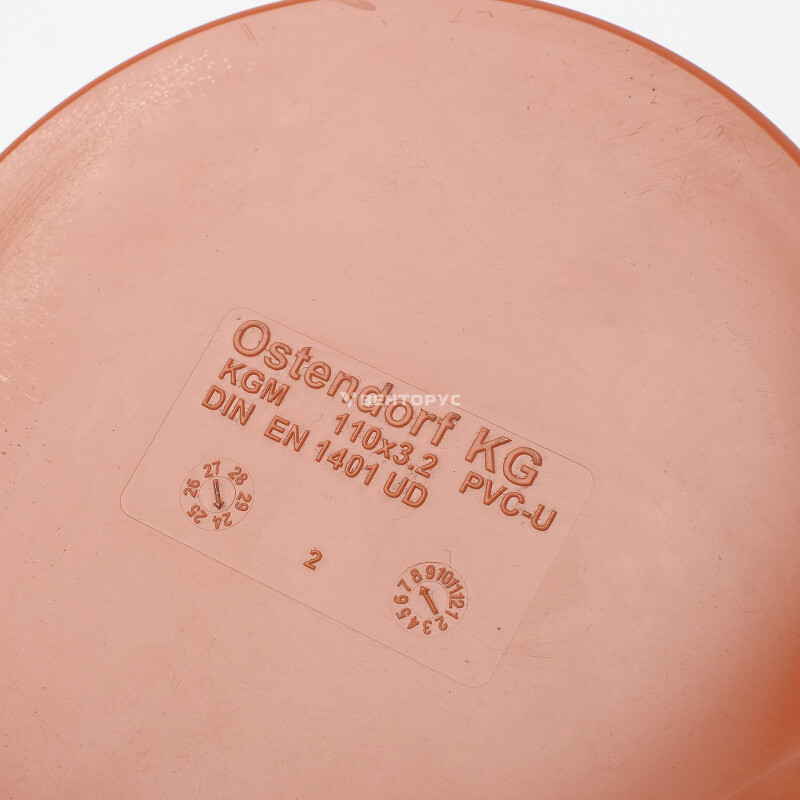 Ostendorf KG
KGM 110x3.2 PVC-U
DIN EN 1401 UD
ВЕНТОРУС
24 25 26 27 28 29
2
1 2 3 4 5 6 7 8 9 10 11 12